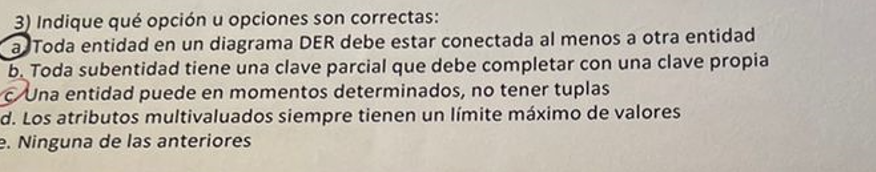 3) Indique qué opción u opciones son correctas:
a. Toda entidad en un diagrama DER debe estar conectada al menos a otra entidad
b. Toda subentidad tiene una clave parcial que debe completar con una clave propia
c. Una entidad puede en momentos determinados, no tener tuplas
d. Los atributos multivaluados siempre tienen un límite máximo de valores
e. Ninguna de las anteriores